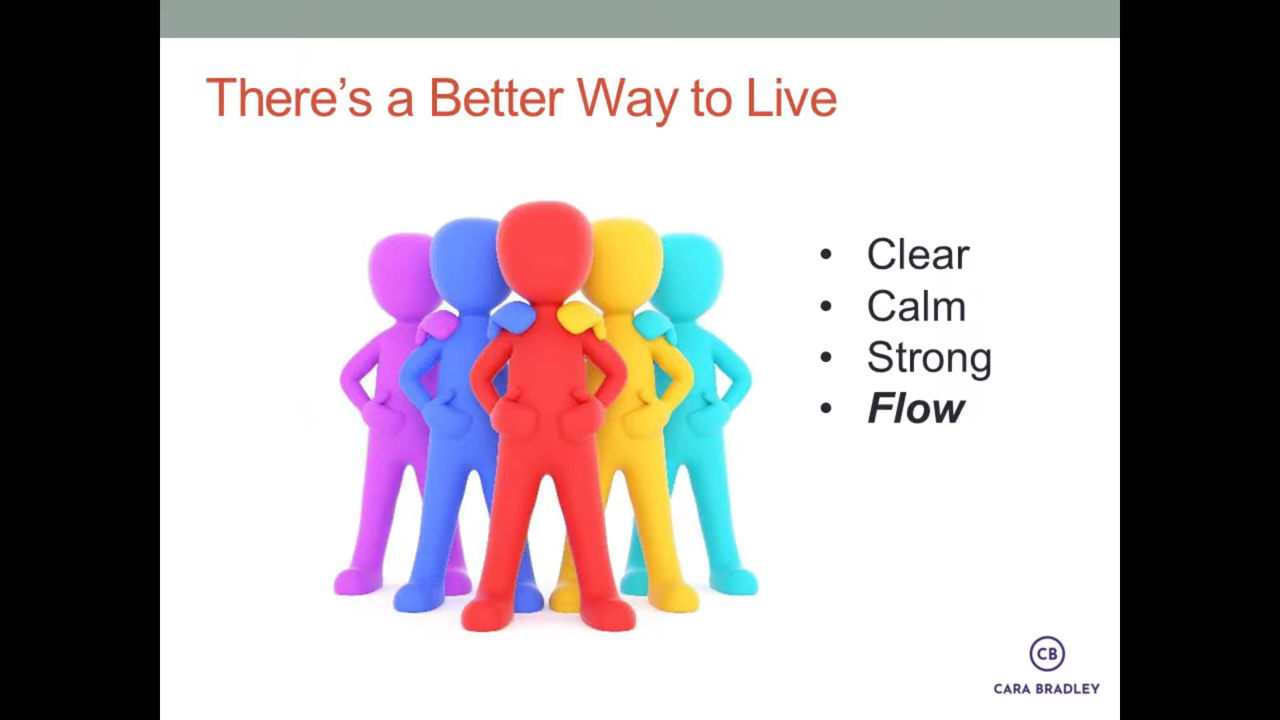 There's a Better Way to Live
• Clear
• Calm
• Strong
• Flow
CB
CARA BRADLEY